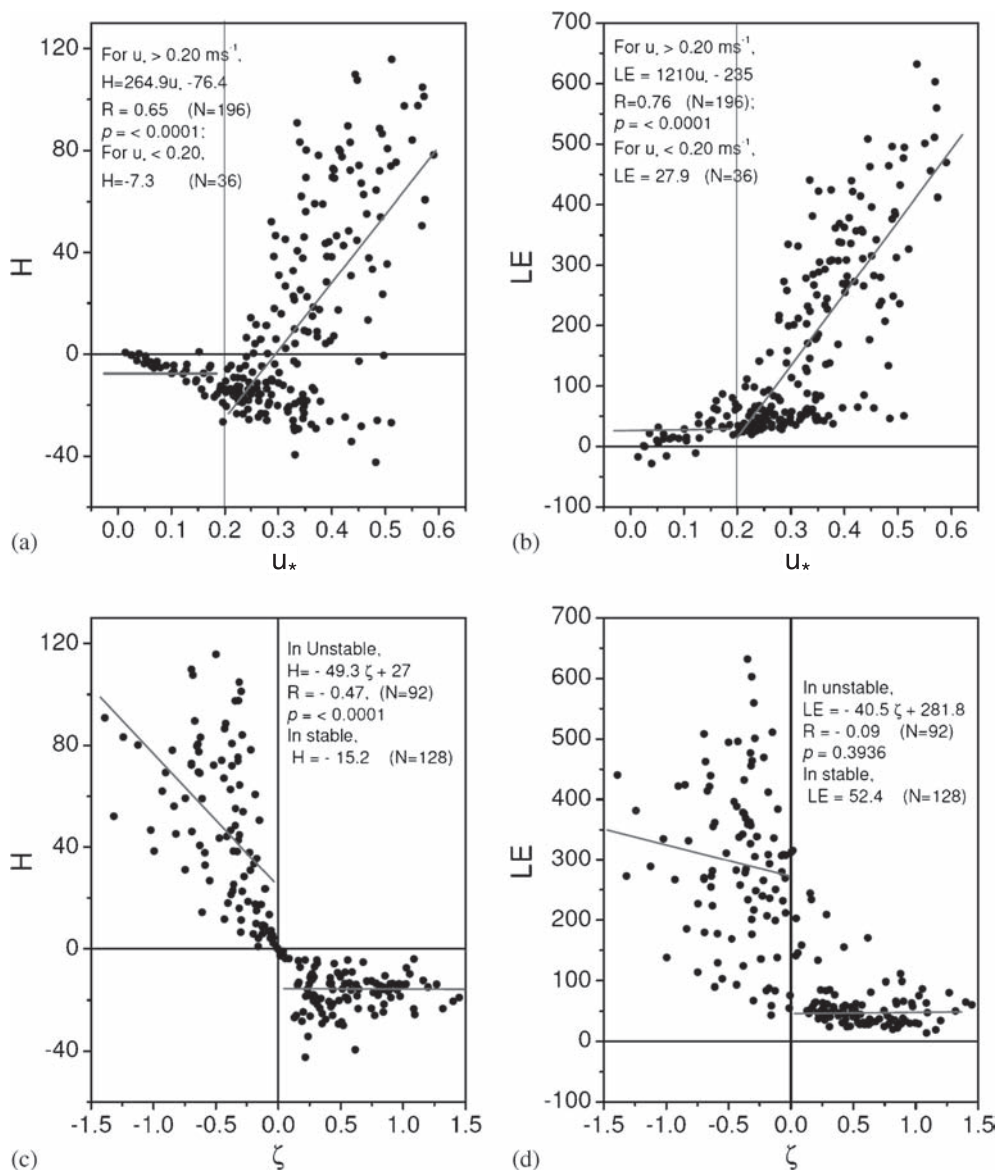 120
80
40
0
-40
H
For u* > 0.20 ms-1,
H=264.9u* -76.4
R = 0.65 (N=196)
p = < 0.0001;
For u* < 0.20,
H=-7.3 (N=36)
0.0 0.1 0.2 0.3 0.4 0.5 0.6
(a)
u*
700
600
500
400
300
200
100
0
-100
LE
For u* > 0.20 ms-1,
LE = 1210u* - 235
R=0.76 (N=196);
p = < 0.0001
For u* < 0.20 ms-1,
LE = 27.9 (N=36)
0.0 0.1 0.2 0.3 0.4 0.5 0.6
(b)
u*
120
80
40
0
-40
H
In Unstable,
H= - 49.3 ζ + 27
R = - 0.47, (N=92)
p = < 0.0001
In stable,
H = - 15.2 (N=128)
-1.5 -1.0 -0.5 0.0 0.5 1.0 1.5
(c)
ζ
700
600
500
400
300
200
100
0
-100
LE
In unstable,
LE = - 40.5 ζ + 281.8
R = - 0.09 (N=92)
p = 0.3936
In stable,
LE = 52.4 (N=128)
-1.5 -1.0 -0.5 0.0 0.5 1.0 1.5
(d)
ζ